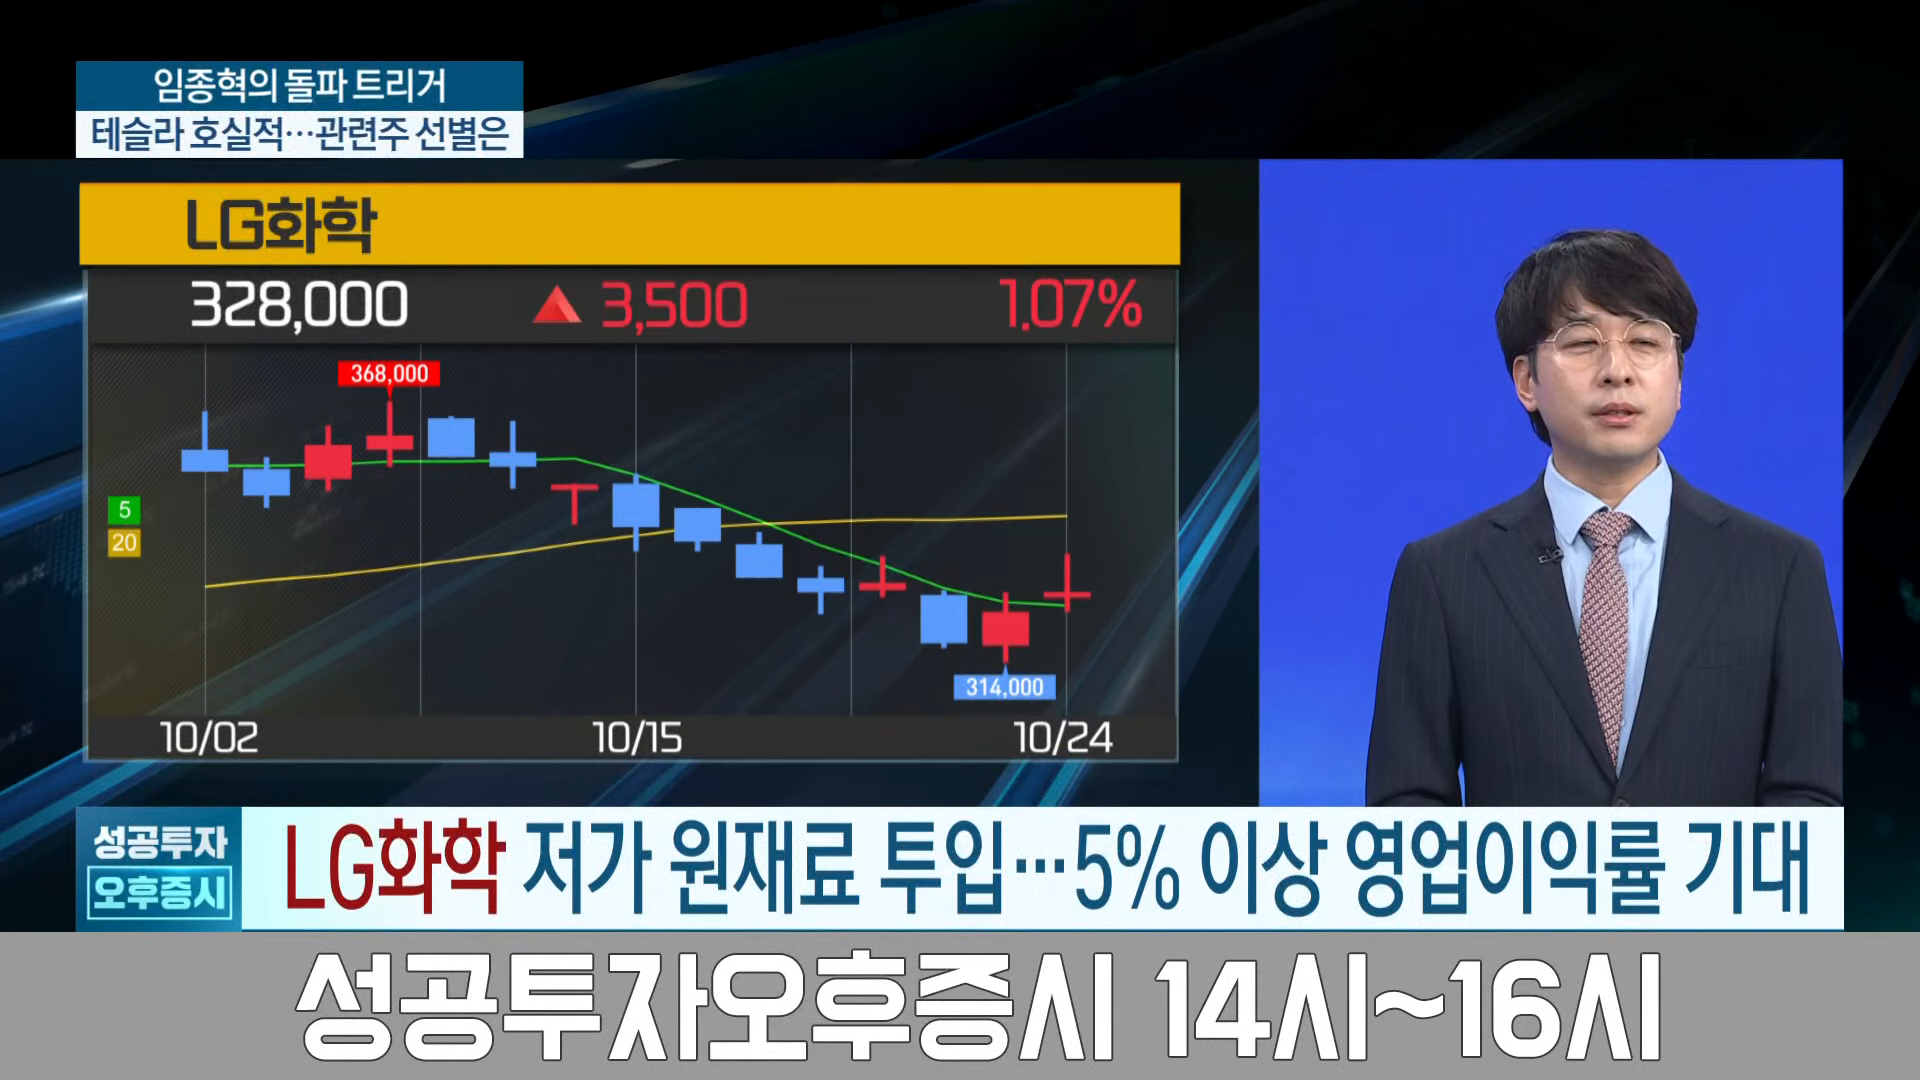 임종혁의 돌파 트리거
테슬라 호실적…관련주 선별은
LG화학
328,000 ▲ 3,500 1.07%
368,000
5
20
314,000
10/02 10/15 10/24
성공투자
오후증시
LG화학 저가 원재료 투입…5% 이상 영업이익률 기대
성공투자오후증시 14시~16시